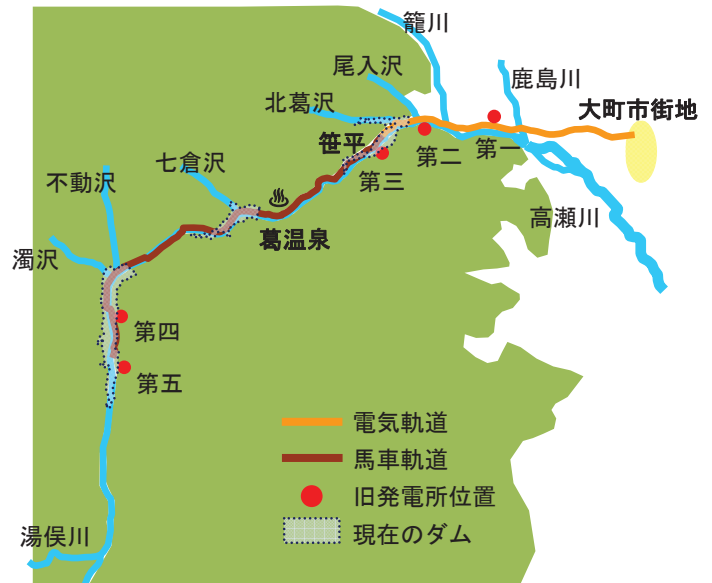 籠川
尾入沢
鹿島川
北葛沢
大町市街地
笹平
第二
第一
七倉沢
第三
不動沢
高瀬川
葛温泉
濁沢
第四
第五
電気軌道
馬車軌道
旧発電所位置
現在のダム
湯俣川